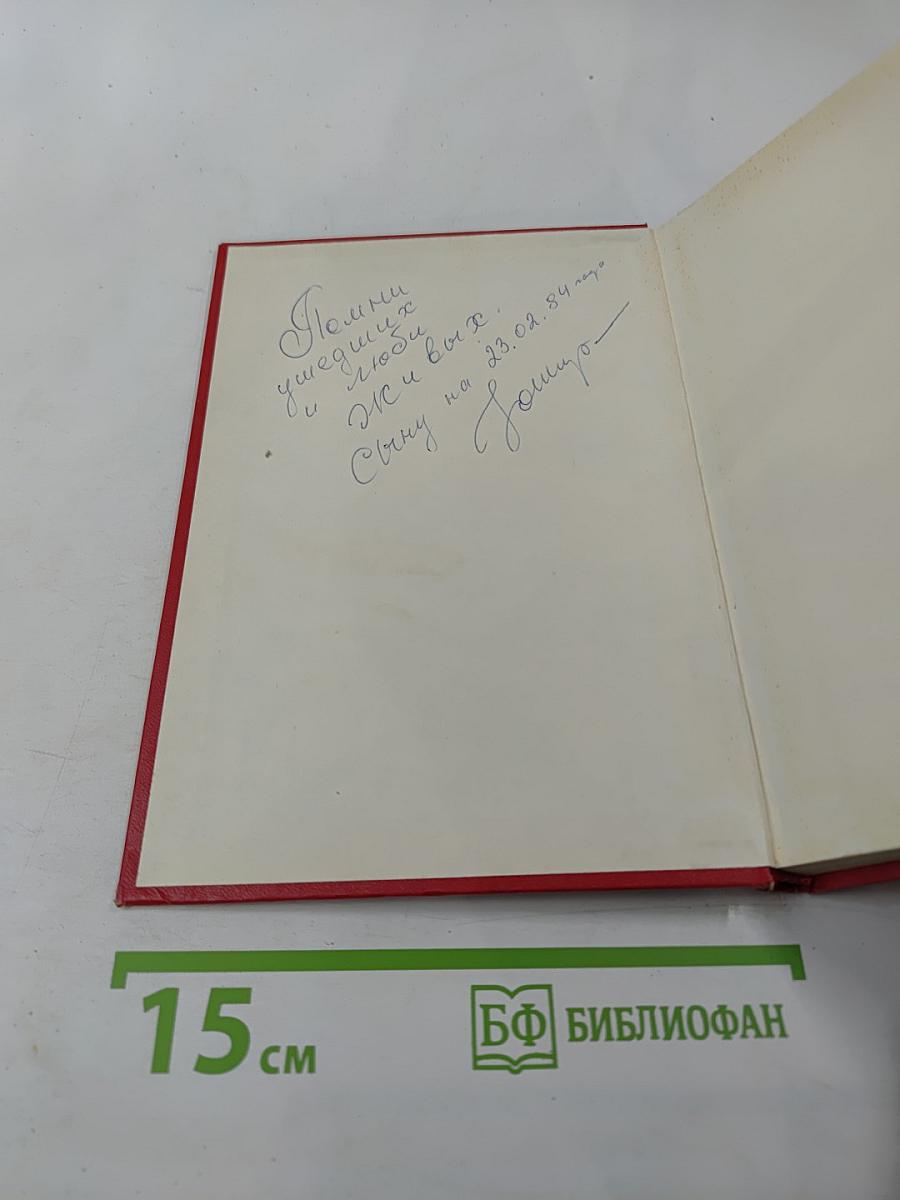 Помни
ушедших
и люби
живых.
Сыну на 23.02.84 года
15 см
БФ БИБЛИОФАН